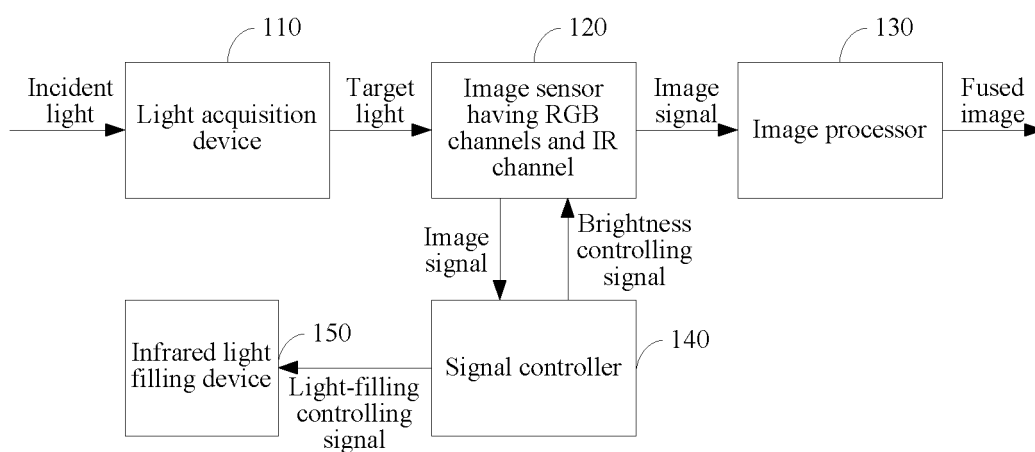 110
120
130
Incident
light
Light acquisition
device
Target
light
Image sensor
having RGB
channels and IR
channel
Image
signal
Image processor
Fused
image
Image
signal
Brightness
controlling
signal
Infrared light
filling device
150
Light-filling
controlling
signal
Signal controller
140